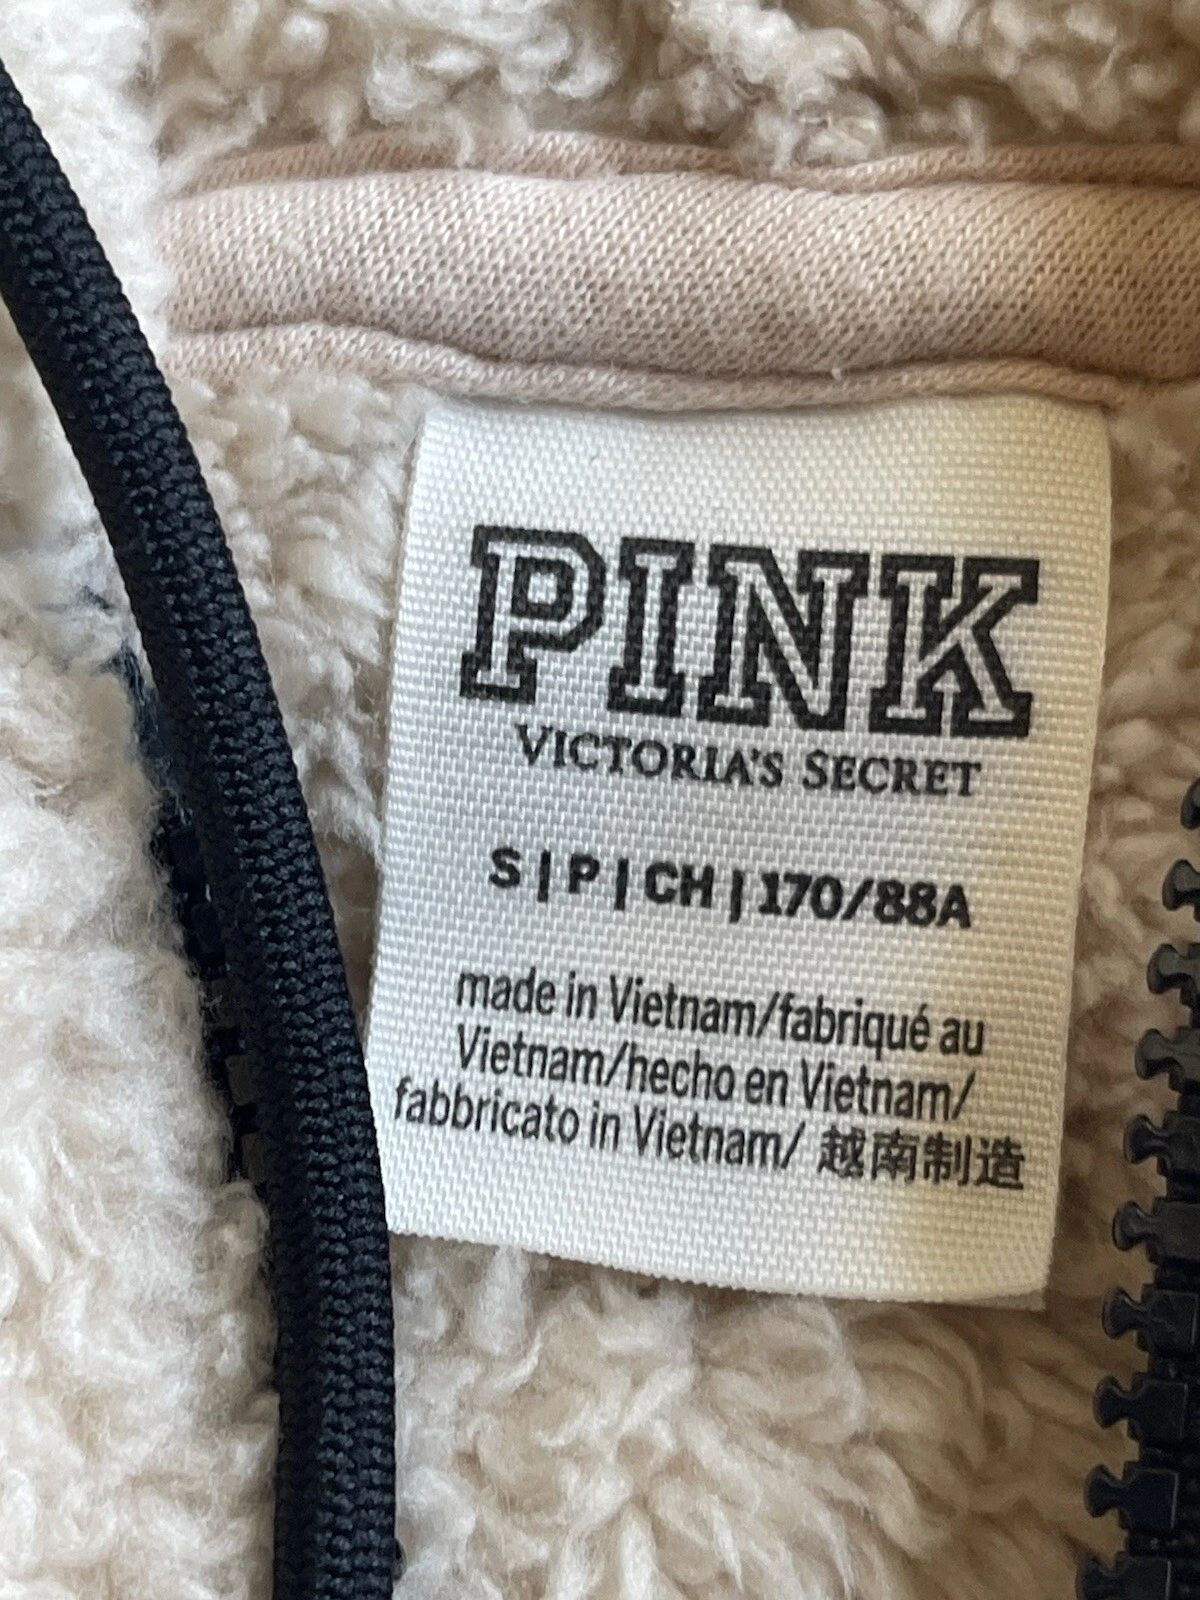 PINK
VICTORIA'S SECRET
S | P | CH | 170/88A
made in Vietnam/fabriqué au
Vietnam/hecho en Vietnam/
fabbricato in Vietnam/ 越南制造